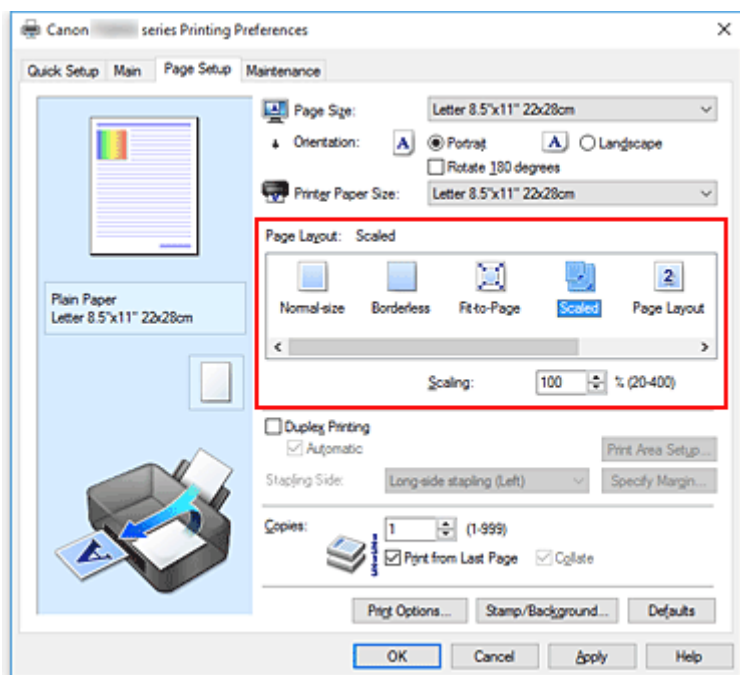 Canon series Printing Preferences
Quick Setup Main Page Setup Maintenance
Page Size: Letter 8.5"x11" 22x28cm
Orientation: A Portrait A Landscape
Rotate 180 degrees
Printer Paper Size: Letter 8.5"x11" 22x28cm
Page Layout: Scaled
Normal-size Borderless Fit-to-Page Scaled Page Layout
Scaling: 100 % (20-400)
Plain Paper
Letter 8.5"x11" 22x28cm
Duplex Printing
Automatic
Print Area Setup...
Stapling Side: Long-side stapling (Left) Specify Margin...
Copies: 1 (1-999)
Print from Last Page Collate
Print Options... Stamp/Background... Defaults
OK Cancel Apply Help